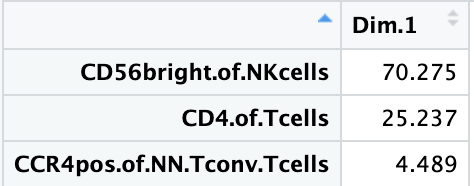 Dim.1
CD56bright.of.NKcells 70.275
CD4.of.Tcells 25.237
CCR4pos.of.NN.Tconv.Tcells 4.489